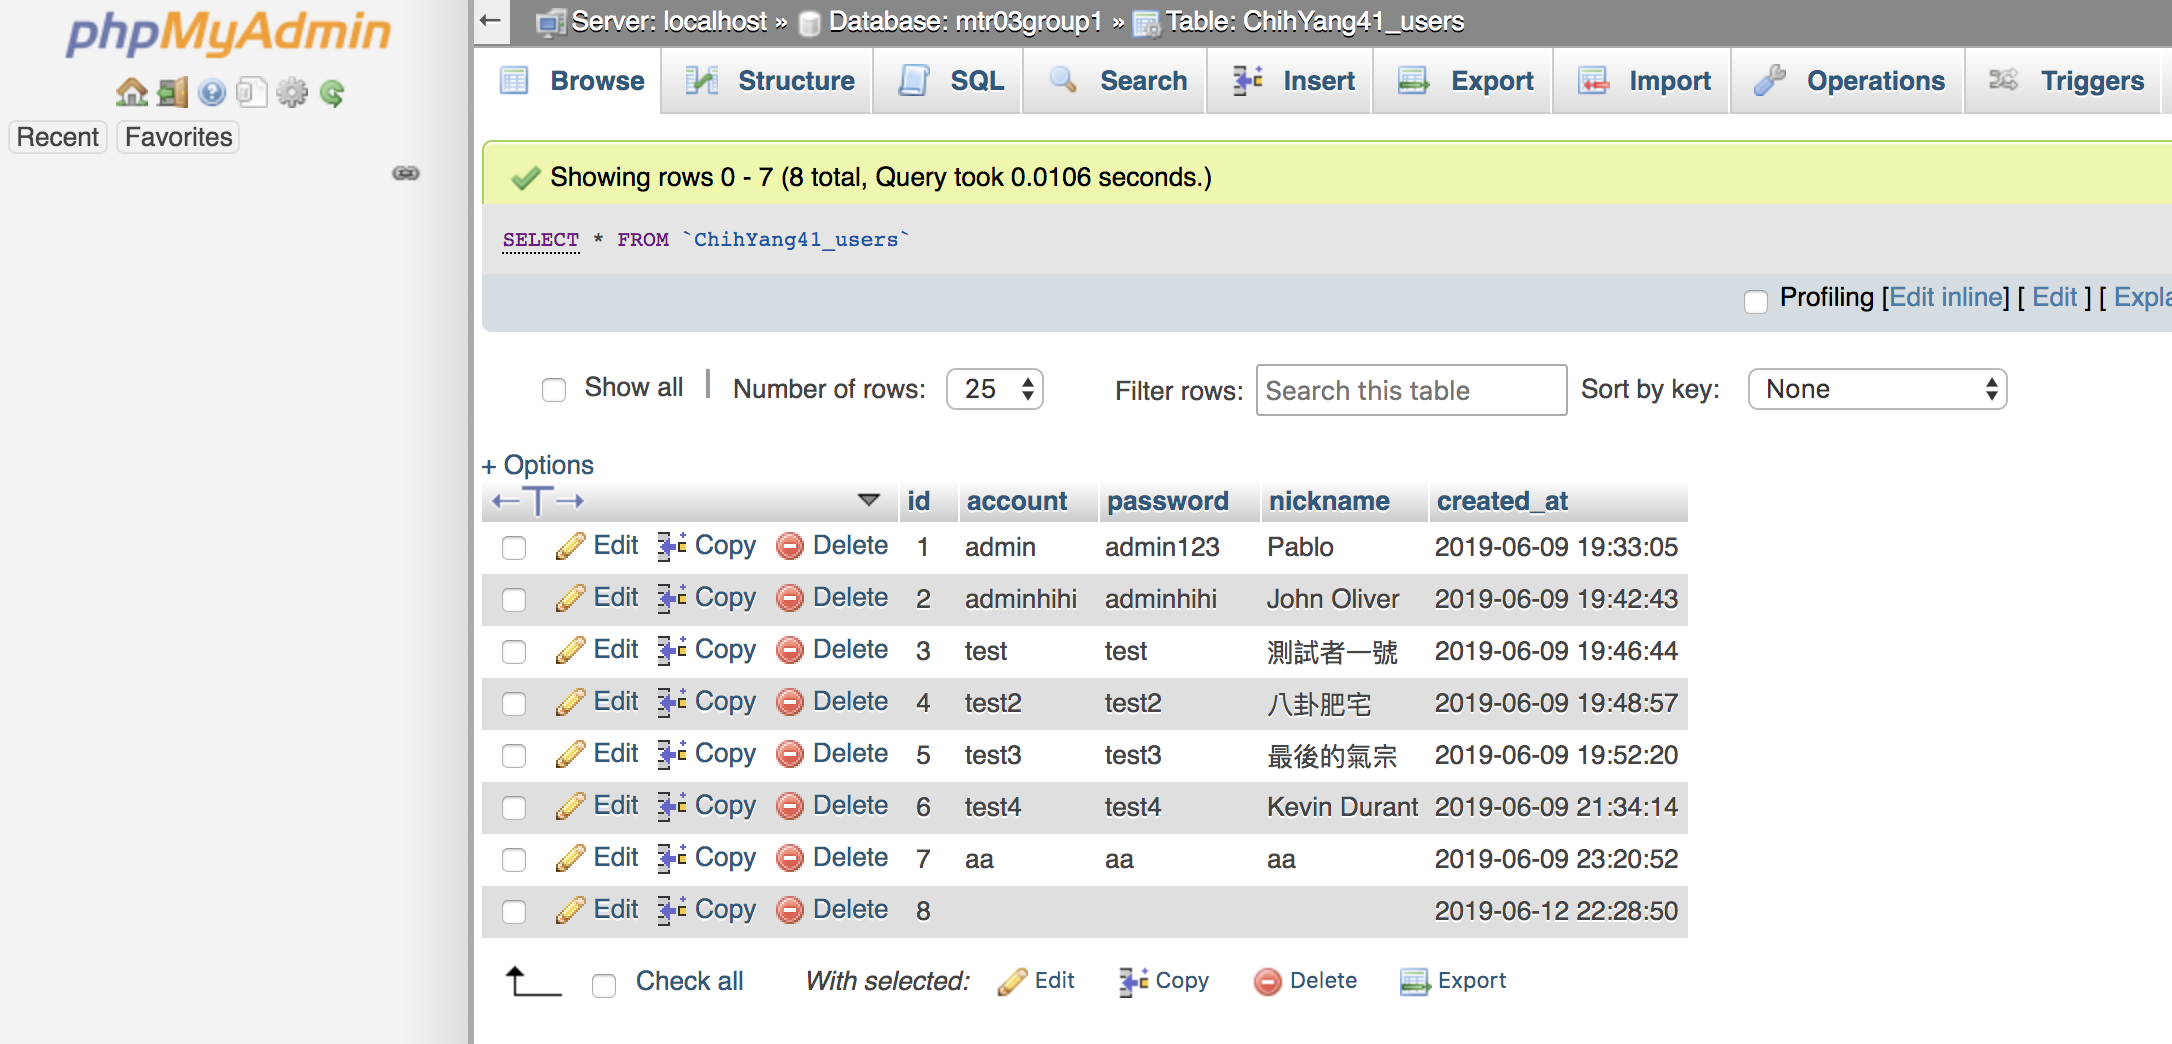 phpMyAdmin
Recent Favorites
Server: localhost » Database: mtr03group1 » Table: ChihYang41_users
Browse Structure SQL Search Insert Export Import Operations Triggers
Showing rows 0 - 7 (8 total, Query took 0.0106 seconds.)
SELECT * FROM `ChihYang41_users`
Profiling [Edit inline] [ Edit ] [ Expla
Show all | Number of rows: 25 Filter rows: Search this table Sort by key: None
+ Options
id account password nickname created_at
Edit Copy Delete 1 admin admin123 Pablo 2019-06-09 19:33:05
Edit Copy Delete 2 adminhihi adminhihi John Oliver 2019-06-09 19:42:43
Edit Copy Delete 3 test test 測試者一號 2019-06-09 19:46:44
Edit Copy Delete 4 test2 test2 八卦肥宅 2019-06-09 19:48:57
Edit Copy Delete 5 test3 test3 最後的氣宗 2019-06-09 19:52:20
Edit Copy Delete 6 test4 test4 Kevin Durant 2019-06-09 21:34:14
Edit Copy Delete 7 aa aa aa 2019-06-09 23:20:52
Edit Copy Delete 8 2019-06-12 22:28:50
Check all With selected: Edit Copy Delete Export